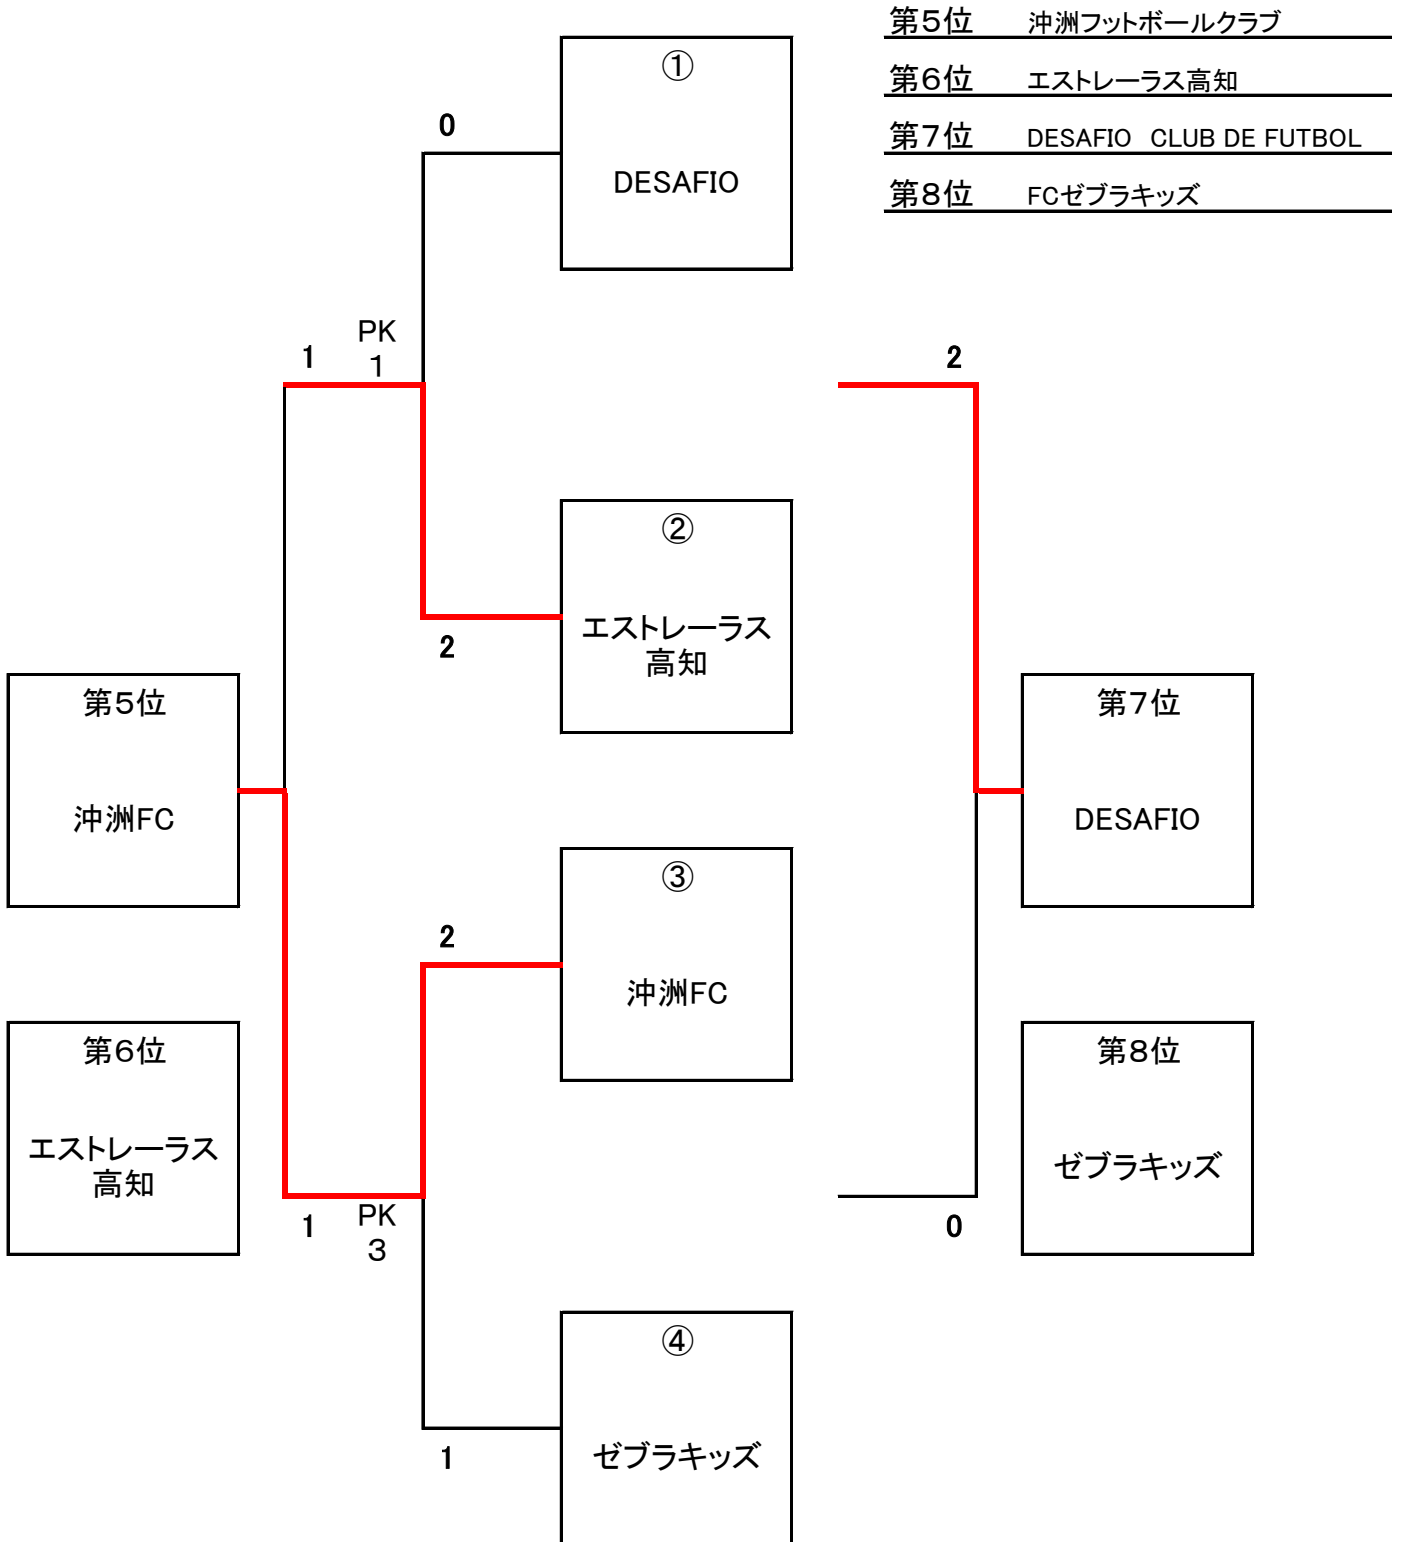 第5位 沖洲フットボールクラブ
第6位 エストレーラス高知
第7位 DESAFIO　CLUB DE FUTBOL
第8位 FCゼブラキッズ
①
0
DESAFIO
PK
1
1
2
②
エストレーラス
高知
2
第5位
沖洲FC
第7位
DESAFIO
③
2
沖洲FC
第6位
エストレーラス
高知
第8位
ゼブラキッズ
1
PK
3
0
④
1
ゼブラキッズ